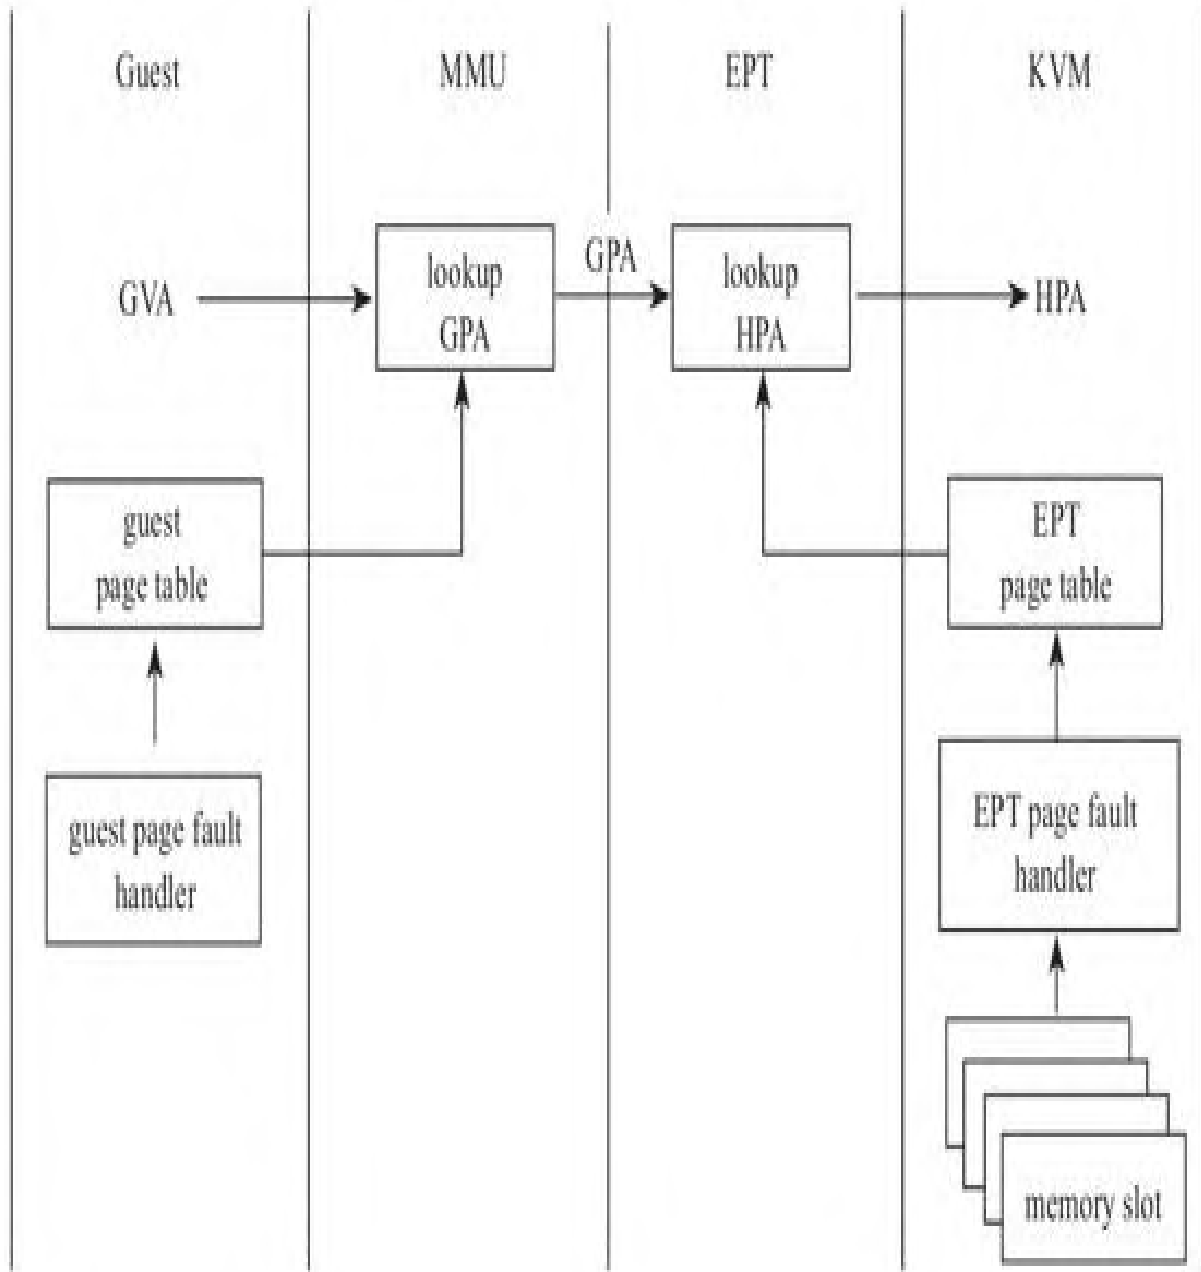 Guest
MMU
EPT
KVM
GVA
lookup
GPA
GPA
lookup
HPA
HPA
guest
page table
EPT
page table
guest page fault
handler
EPT page fault
handler
memory slot